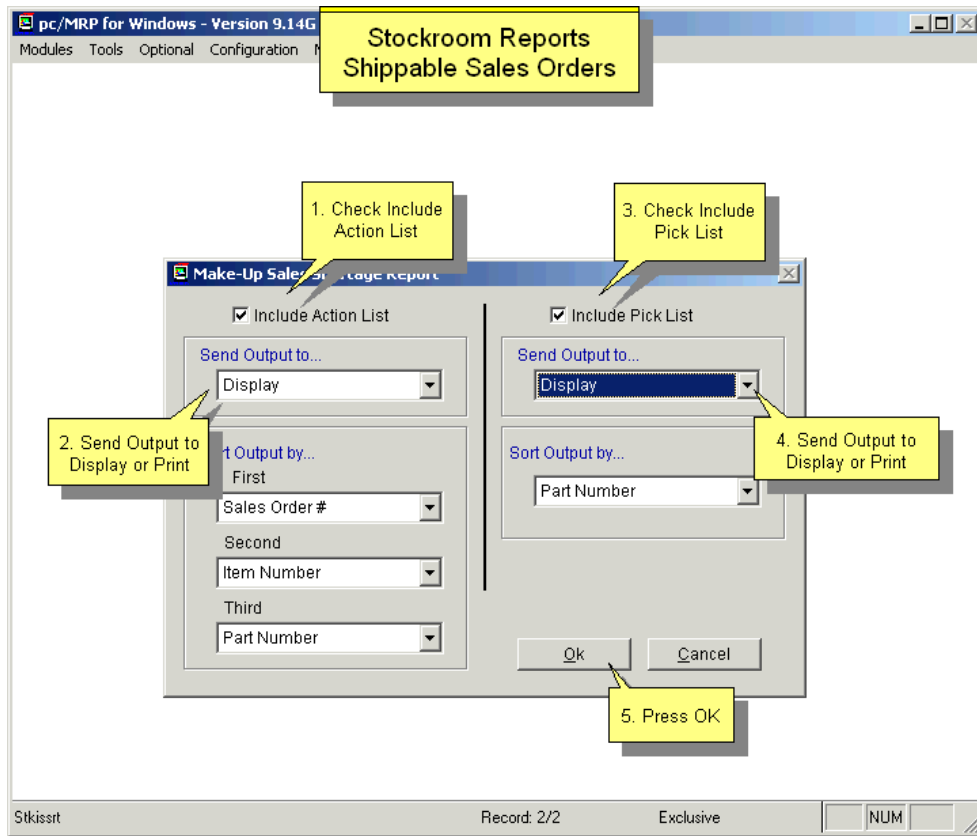 pc/MRP for Windows - Version 9.14G
Stockroom Reports
Shippable Sales Orders
Modules Tools Optional Configuration
1. Check Include
Action List
3. Check Include
Pick List
Make-Up Sales Shortage Report
Include Action List
Include Pick List
Send Output to...
Display
Send Output to...
Display
2. Send Output to
Display or Print
4. Send Output to
Display or Print
Output by...
First
Sales Order #
Second
Item Number
Third
Part Number
Sort Output by...
Part Number
Ok
Cancel
5. Press OK
Stkissrt
Record: 2/2
Exclusive
NUM